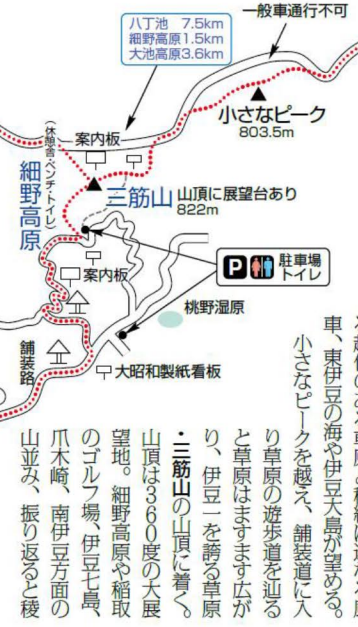 一般車通行不可
八丁池 7.5km
細野高原1.5km
大池高原3.6km
小さなピーク
803.5m
案内板
(休憩舎・ベンチ・トイレ)
細野高原
三筋山
山頂に展望台あり
822m
P
駐車場
トイレ
案内板
桃野湿原
舗装路
大昭和製紙看板
車、東伊豆の海や伊豆大島が望める。
小さなピークを越え、舗装道に入
り草原の遊歩道を辿る
と草原はますます広が
り、伊豆一を誇る草原
・三筋山の山頂に着く。
山頂は360度の大展
望地。細野高原や稲取
のゴルフ場、伊豆七島、
爪木崎、南伊豆方面の
山並み、振り返ると稜